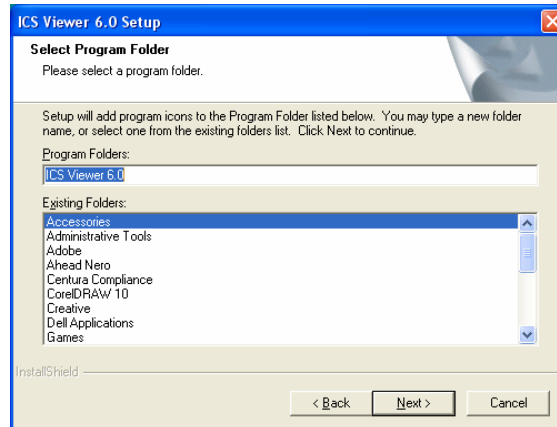 ICS Viewer 6.0 Setup
Select Program Folder
Please select a program folder.
Setup will add program icons to the Program Folder listed below. You may type a new folder
name, or select one from the existing folders list. Click Next to continue.
Program Folders:
ICS Viewer 6.0
Existing Folders:
Accessories
Administrative Tools
Adobe
Ahead Nero
Centura Compliance
CorelDRAW 10
Creative
Dell Applications
Games
InstallShield
< Back
Next >
Cancel